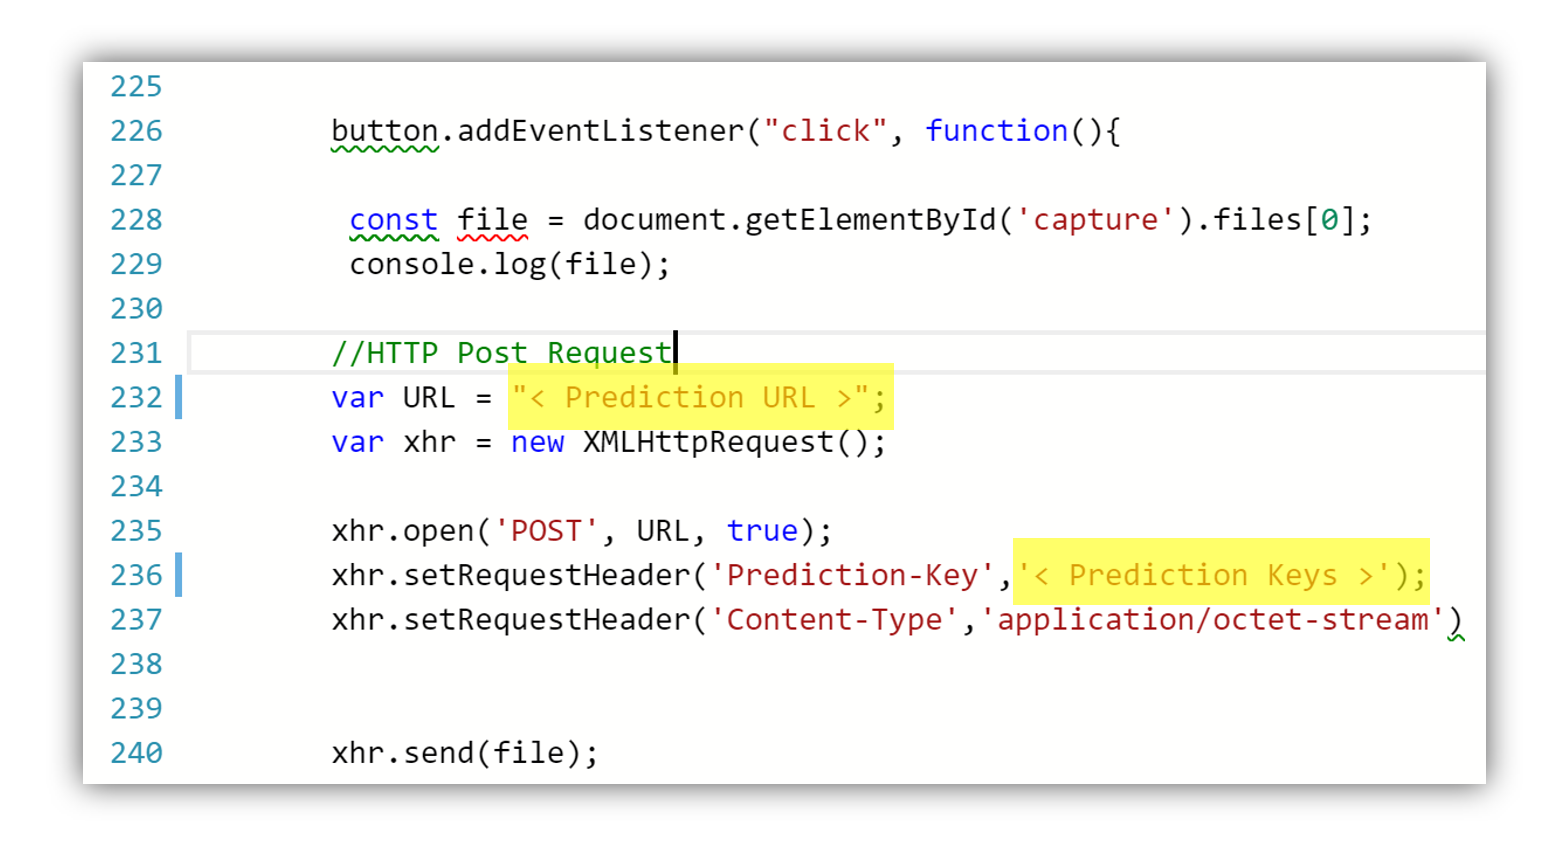 225
226 button.addEventListener("click", function(){
227
228 const file = document.getElementById('capture').files[0];
229 console.log(file);
230
231 //HTTP Post Request
232 var URL = "< Prediction URL >";
233 var xhr = new XMLHttpRequest();
234
235 xhr.open('POST', URL, true);
236 xhr.setRequestHeader('Prediction-Key','< Prediction Keys >');
237 xhr.setRequestHeader('Content-Type','application/octet-stream')
238
239
240 xhr.send(file);